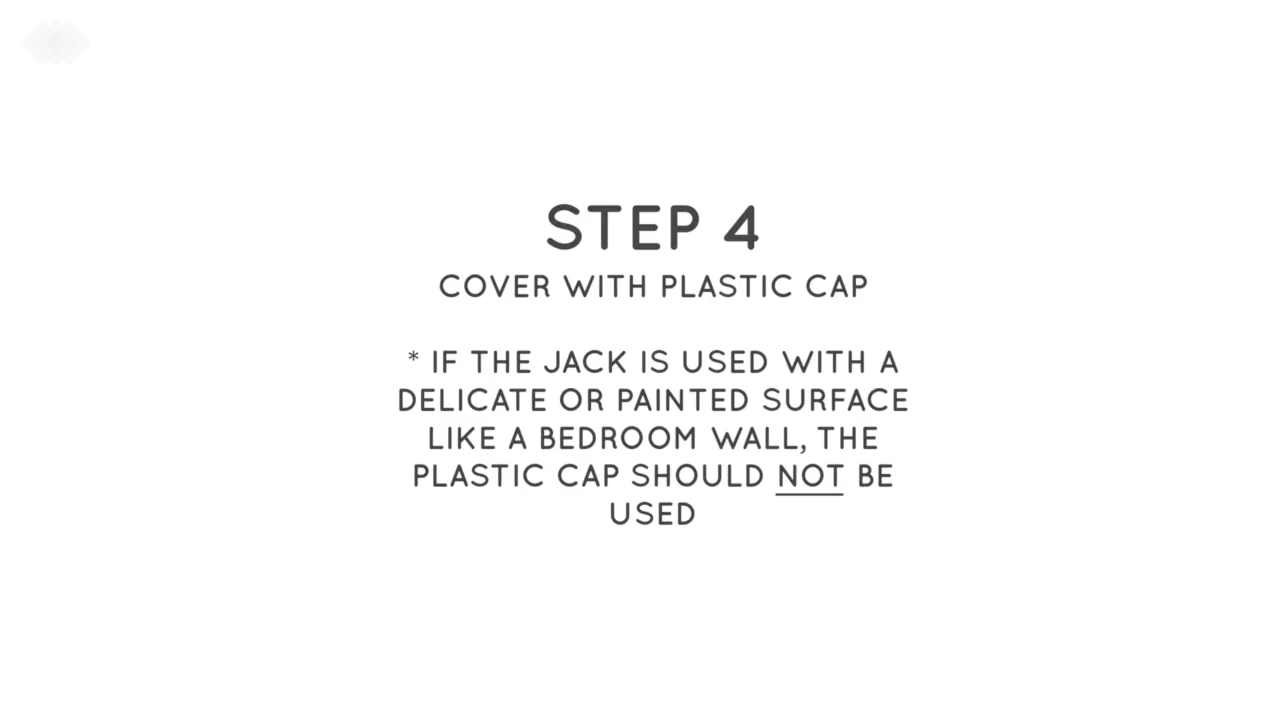 STEP 4
COVER WITH PLASTIC CAP
* IF THE JACK IS USED WITH A
DELICATE OR PAINTED SURFACE
LIKE A BEDROOM WALL, THE
PLASTIC CAP SHOULD NOT BE
USED